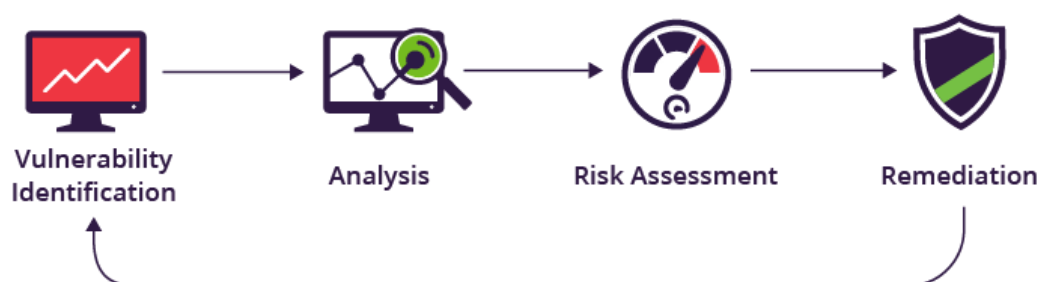 Vulnerability
Identification
Analysis
Risk Assessment
Remediation